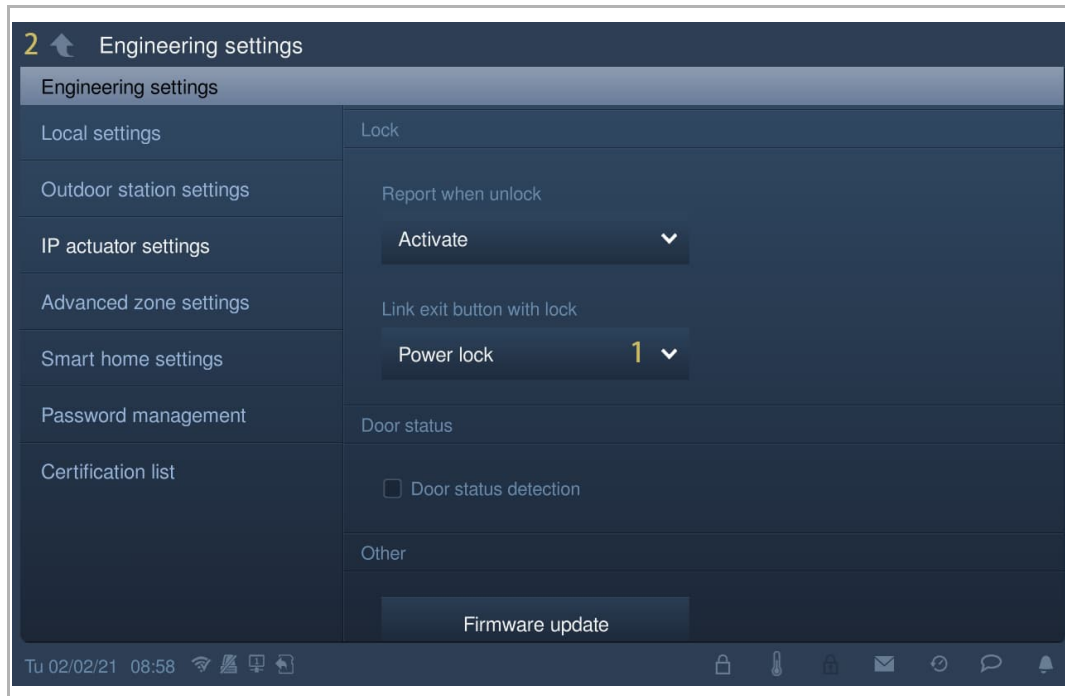 2 Engineering settings
Engineering settings
Local settings
Outdoor station settings
IP actuator settings
Advanced zone settings
Smart home settings
Password management
Certification list
Lock
Report when unlock
Activate
Link exit button with lock
Power lock 1
Door status
Door status detection
Other
Firmware update
Tu 02/02/21 08:58